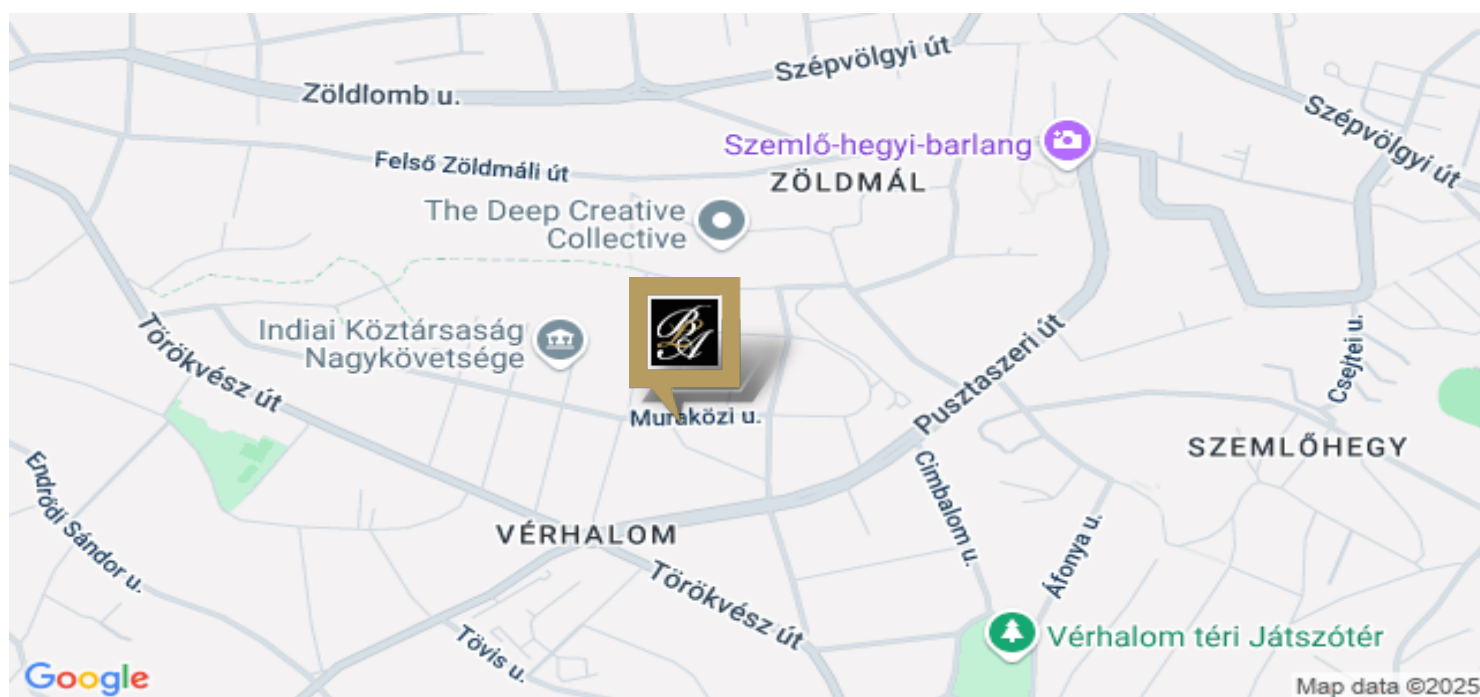 Szépvölgyi út
Zöldlomb u.
Szépvölgyi út
Szemlő-hegyi-barlang
Felső Zöldmáli út
ZÖLDMÁL
The Deep Creative
Collective
Indiai Köztársaság
Nagykövetsége
BLA
Törökvész út
Pusztaszeri út
Csejtei u.
Muraközi u.
SZEMLŐHEGY
Endrődi Sándor u.
Cimbalom u.
VÉRHALOM
Áfonya u.
Törökvész út
Tövis u.
Vérhalom téri Játszótér
Google
Map data ©2025